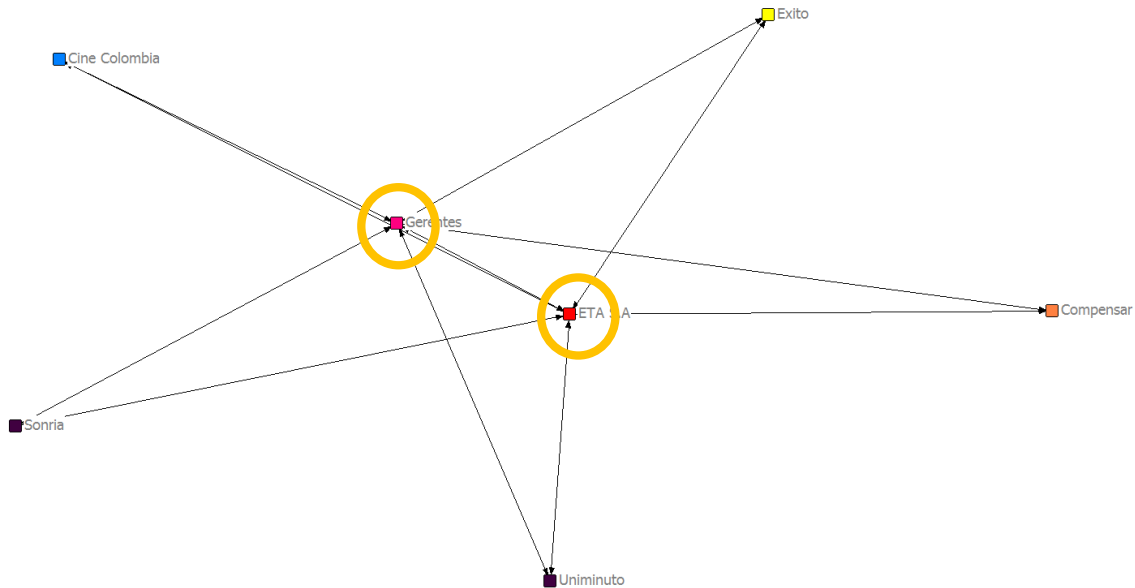 Exito
Cine Colombia
Gerentes
Compensar
ETA S.A
Sonria
Uniminuto